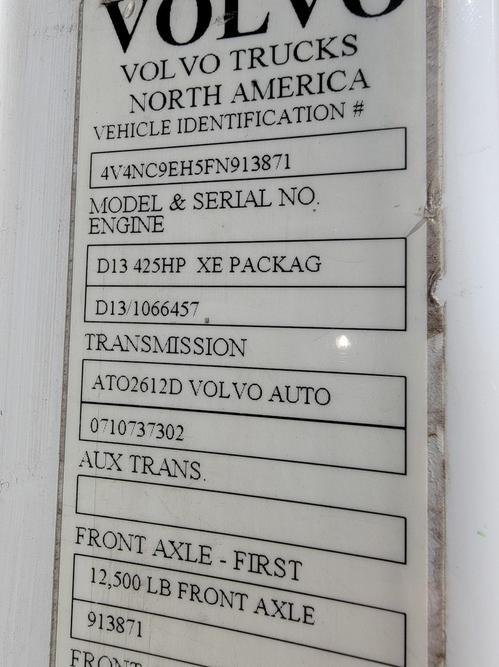 VOLVO
VOLVO TRUCKS
NORTH AMERICA
VEHICLE IDENTIFICATION #
4V4NC9EH5FN913871
MODEL & SERIAL NO.
ENGINE
D13 425HP XE PACKAG
D13/1066457
TRANSMISSION
ATO2612D VOLVO AUTO
0710737302
AUX TRANS.
FRONT AXLE - FIRST
12,500 LB FRONT AXLE
913871
FRONT